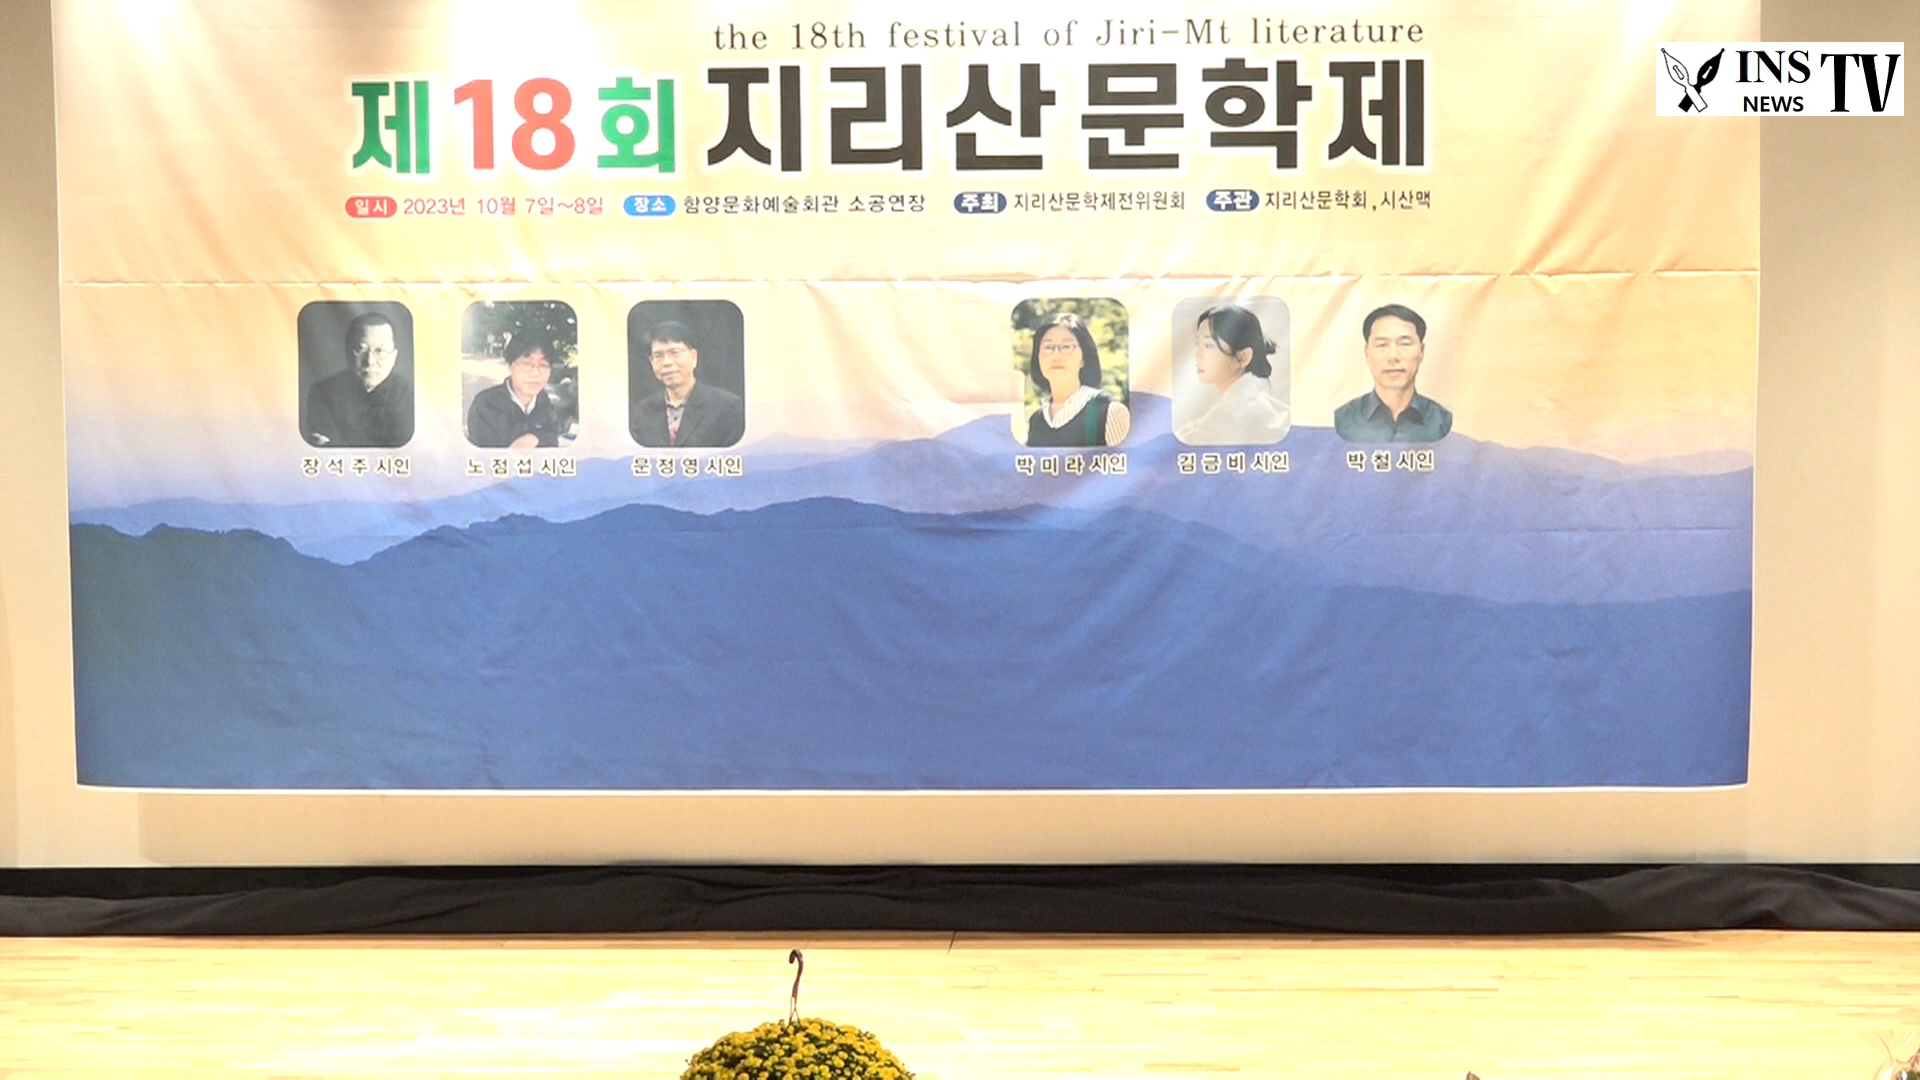 the 18th festival of Jiri-Mt literature
제18회 지리산문학제
일시 2023년 10월 7일~8일 장소 함양문화예술회관 소공연장 주최 지리산문학제전위원회 주관 지리산문학회, 시산맥
장석주 시인 노점섭 시인 문정영 시인 박미라 시인 김금비 시인 박철 시인
INS NEWS TV